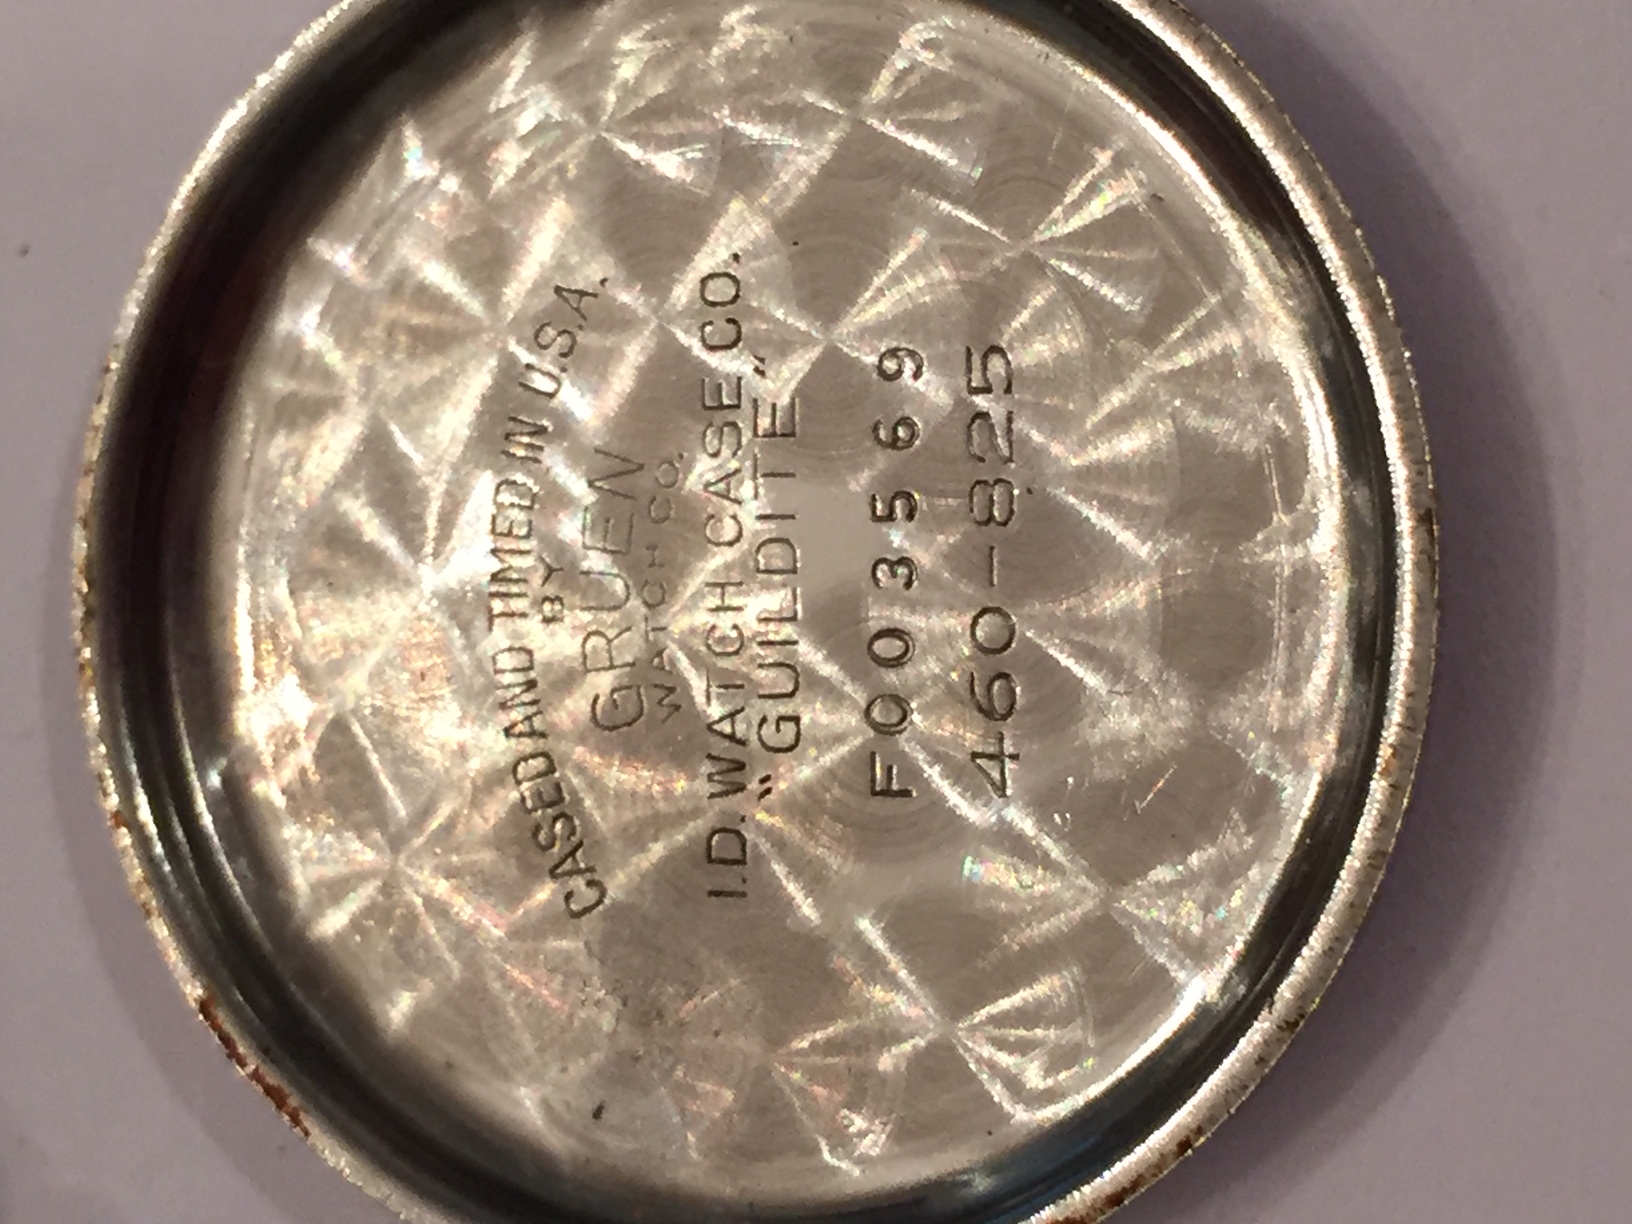 CASED AND TIMED IN U.S.A.
BY
GRUEN
WATCH CO.
I.D. WATCH CASE CO.
"GUILDITE"
F003569
460-825